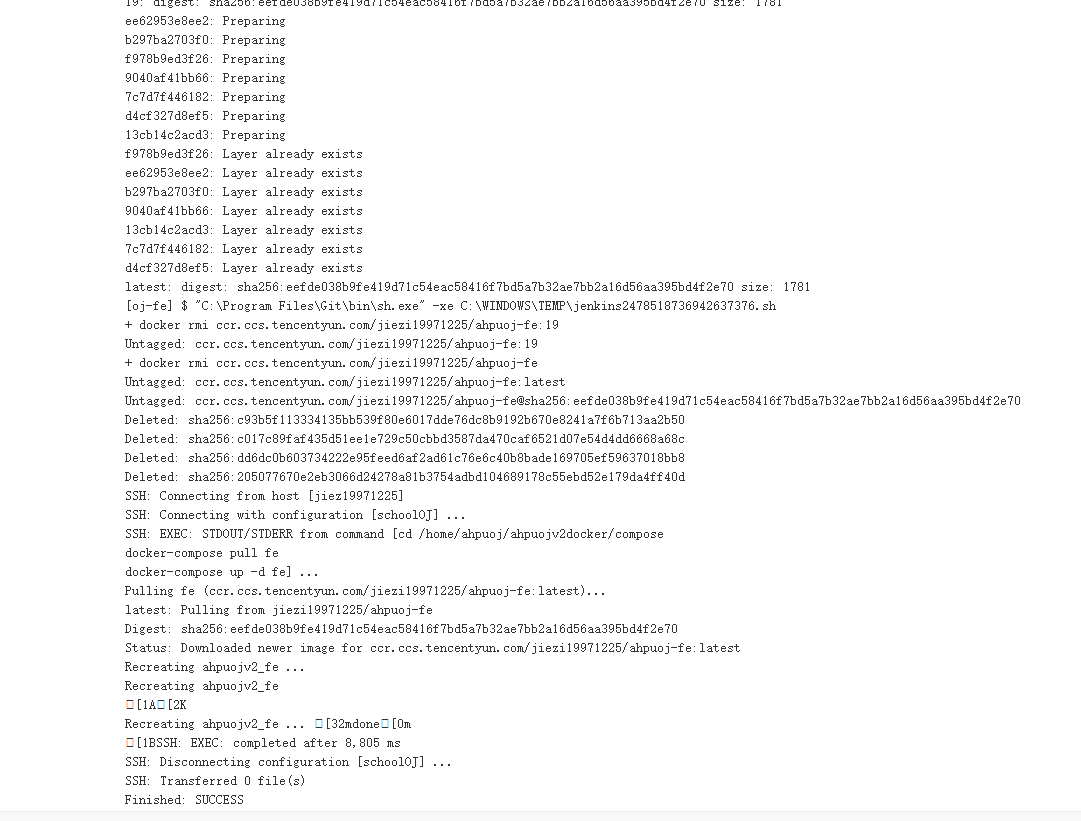 19: digest: sha256:eefde038b9fe419d71c54eac58416f7bd5a7b32ae7bb2a16d56aa395bd4f2e70 size: 1781
ee62953e8ee2: Preparing
b297ba2703f0: Preparing
f978b9ed3f26: Preparing
9040af41bb66: Preparing
7c7d7f446182: Preparing
d4cf327d8ef5: Preparing
13cb14c2acd3: Preparing
f978b9ed3f26: Layer already exists
ee62953e8ee2: Layer already exists
b297ba2703f0: Layer already exists
9040af41bb66: Layer already exists
13cb14c2acd3: Layer already exists
7c7d7f446182: Layer already exists
d4cf327d8ef5: Layer already exists
latest: digest: sha256:eefde038b9fe419d71c54eac58416f7bd5a7b32ae7bb2a16d56aa395bd4f2e70 size: 1781
[oj-fe] $ "C:\Program Files\Git\bin\sh.exe" -xe C:\WINDOWS\TEMP\jenkins2478518736942637376.sh
+ docker rmi ccr.ccs.tencentyun.com/jiezi19971225/ahpuoj-fe:19
Untagged: ccr.ccs.tencentyun.com/jiezi19971225/ahpuoj-fe:19
+ docker rmi ccr.ccs.tencentyun.com/jiezi19971225/ahpuoj-fe
Untagged: ccr.ccs.tencentyun.com/jiezi19971225/ahpuoj-fe:latest
Untagged: ccr.ccs.tencentyun.com/jiezi19971225/ahpuoj-fe@sha256:eefde038b9fe419d71c54eac58416f7bd5a7b32ae7bb2a16d56aa395bd4f2e70
Deleted: sha256:c93b5f113334135bb539f80e6017dde76dc8b9192b670e8241a7f6b713aa2b50
Deleted: sha256:c017c89faf435d51ee1e729c50cbbd3587da470caf6521d07e54d4dd6668a68c
Deleted: sha256:dd6dc0b603734222e95feed6af2ad61c76e6c40b8bade169705ef59637018bb8
Deleted: sha256:205077670e2eb3066d24278a81b3754adbd104689178c55ebd52e179da4ff40d
SSH: Connecting from host [jiez19971225]
SSH: Connecting with configuration [schoolOJ] ...
SSH: EXEC: STDOUT/STDERR from command [cd /home/ahpuoj/ahpuojv2docker/compose
docker-compose pull fe
docker-compose up -d fe] ...
Pulling fe (ccr.ccs.tencentyun.com/jiezi19971225/ahpuoj-fe:latest)...
latest: Pulling from jiezi19971225/ahpuoj-fe
Digest: sha256:eefde038b9fe419d71c54eac58416f7bd5a7b32ae7bb2a16d56aa395bd4f2e70
Status: Downloaded newer image for ccr.ccs.tencentyun.com/jiezi19971225/ahpuoj-fe:latest
Recreating ahpuojv2_fe ...
Recreating ahpuojv2_fe
□[1A□[2K
Recreating ahpuojv2_fe ... □[32mdone□[0m
□[1BSSH: EXEC: completed after 8,805 ms
SSH: Disconnecting configuration [schoolOJ] ...
SSH: Transferred 0 file(s)
Finished: SUCCESS